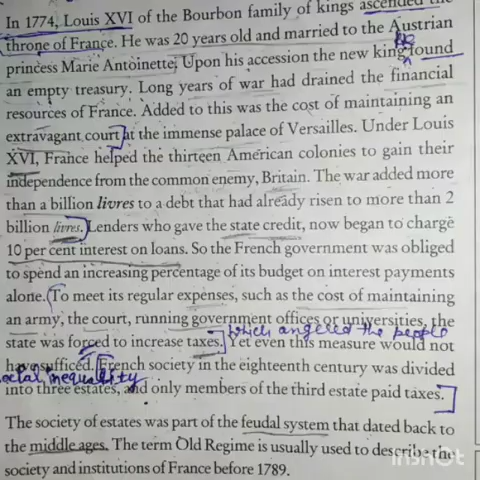 In 1774, Louis XVI of the Bourbon family of kings ascended the
throne of France. He was 20 years old and married to the Austrian
princess Marie Antoinette. Upon his accession the new king found
he
an empty treasury. Long years of war had drained the financial
resources of France. Added to this was the cost of maintaining an
extravagant court at the immense palace of Versailles. Under Louis
XVI, France helped the thirteen American colonies to gain their
independence from the common enemy, Britain. The war added more
than a billion livres to a debt that had already risen to more than 2
billion livres. Lenders who gave the state credit, now began to charge
10 per cent interest on loans. So the French government was obliged
to spend an increasing percentage of its budget on interest payments
alone. To meet its regular expenses, such as the cost of maintaining
an army, the court, running government offices or universities, the
which angered the people
state was forced to increase taxes. Yet even this measure would not
have sufficed. French society in the eighteenth century was divided
social inequality
into three estates, and only members of the third estate paid taxes.
The society of estates was part of the feudal system that dated back to
the middle ages. The term Old Regime is usually used to describe the
society and institutions of France before 1789.
inshot